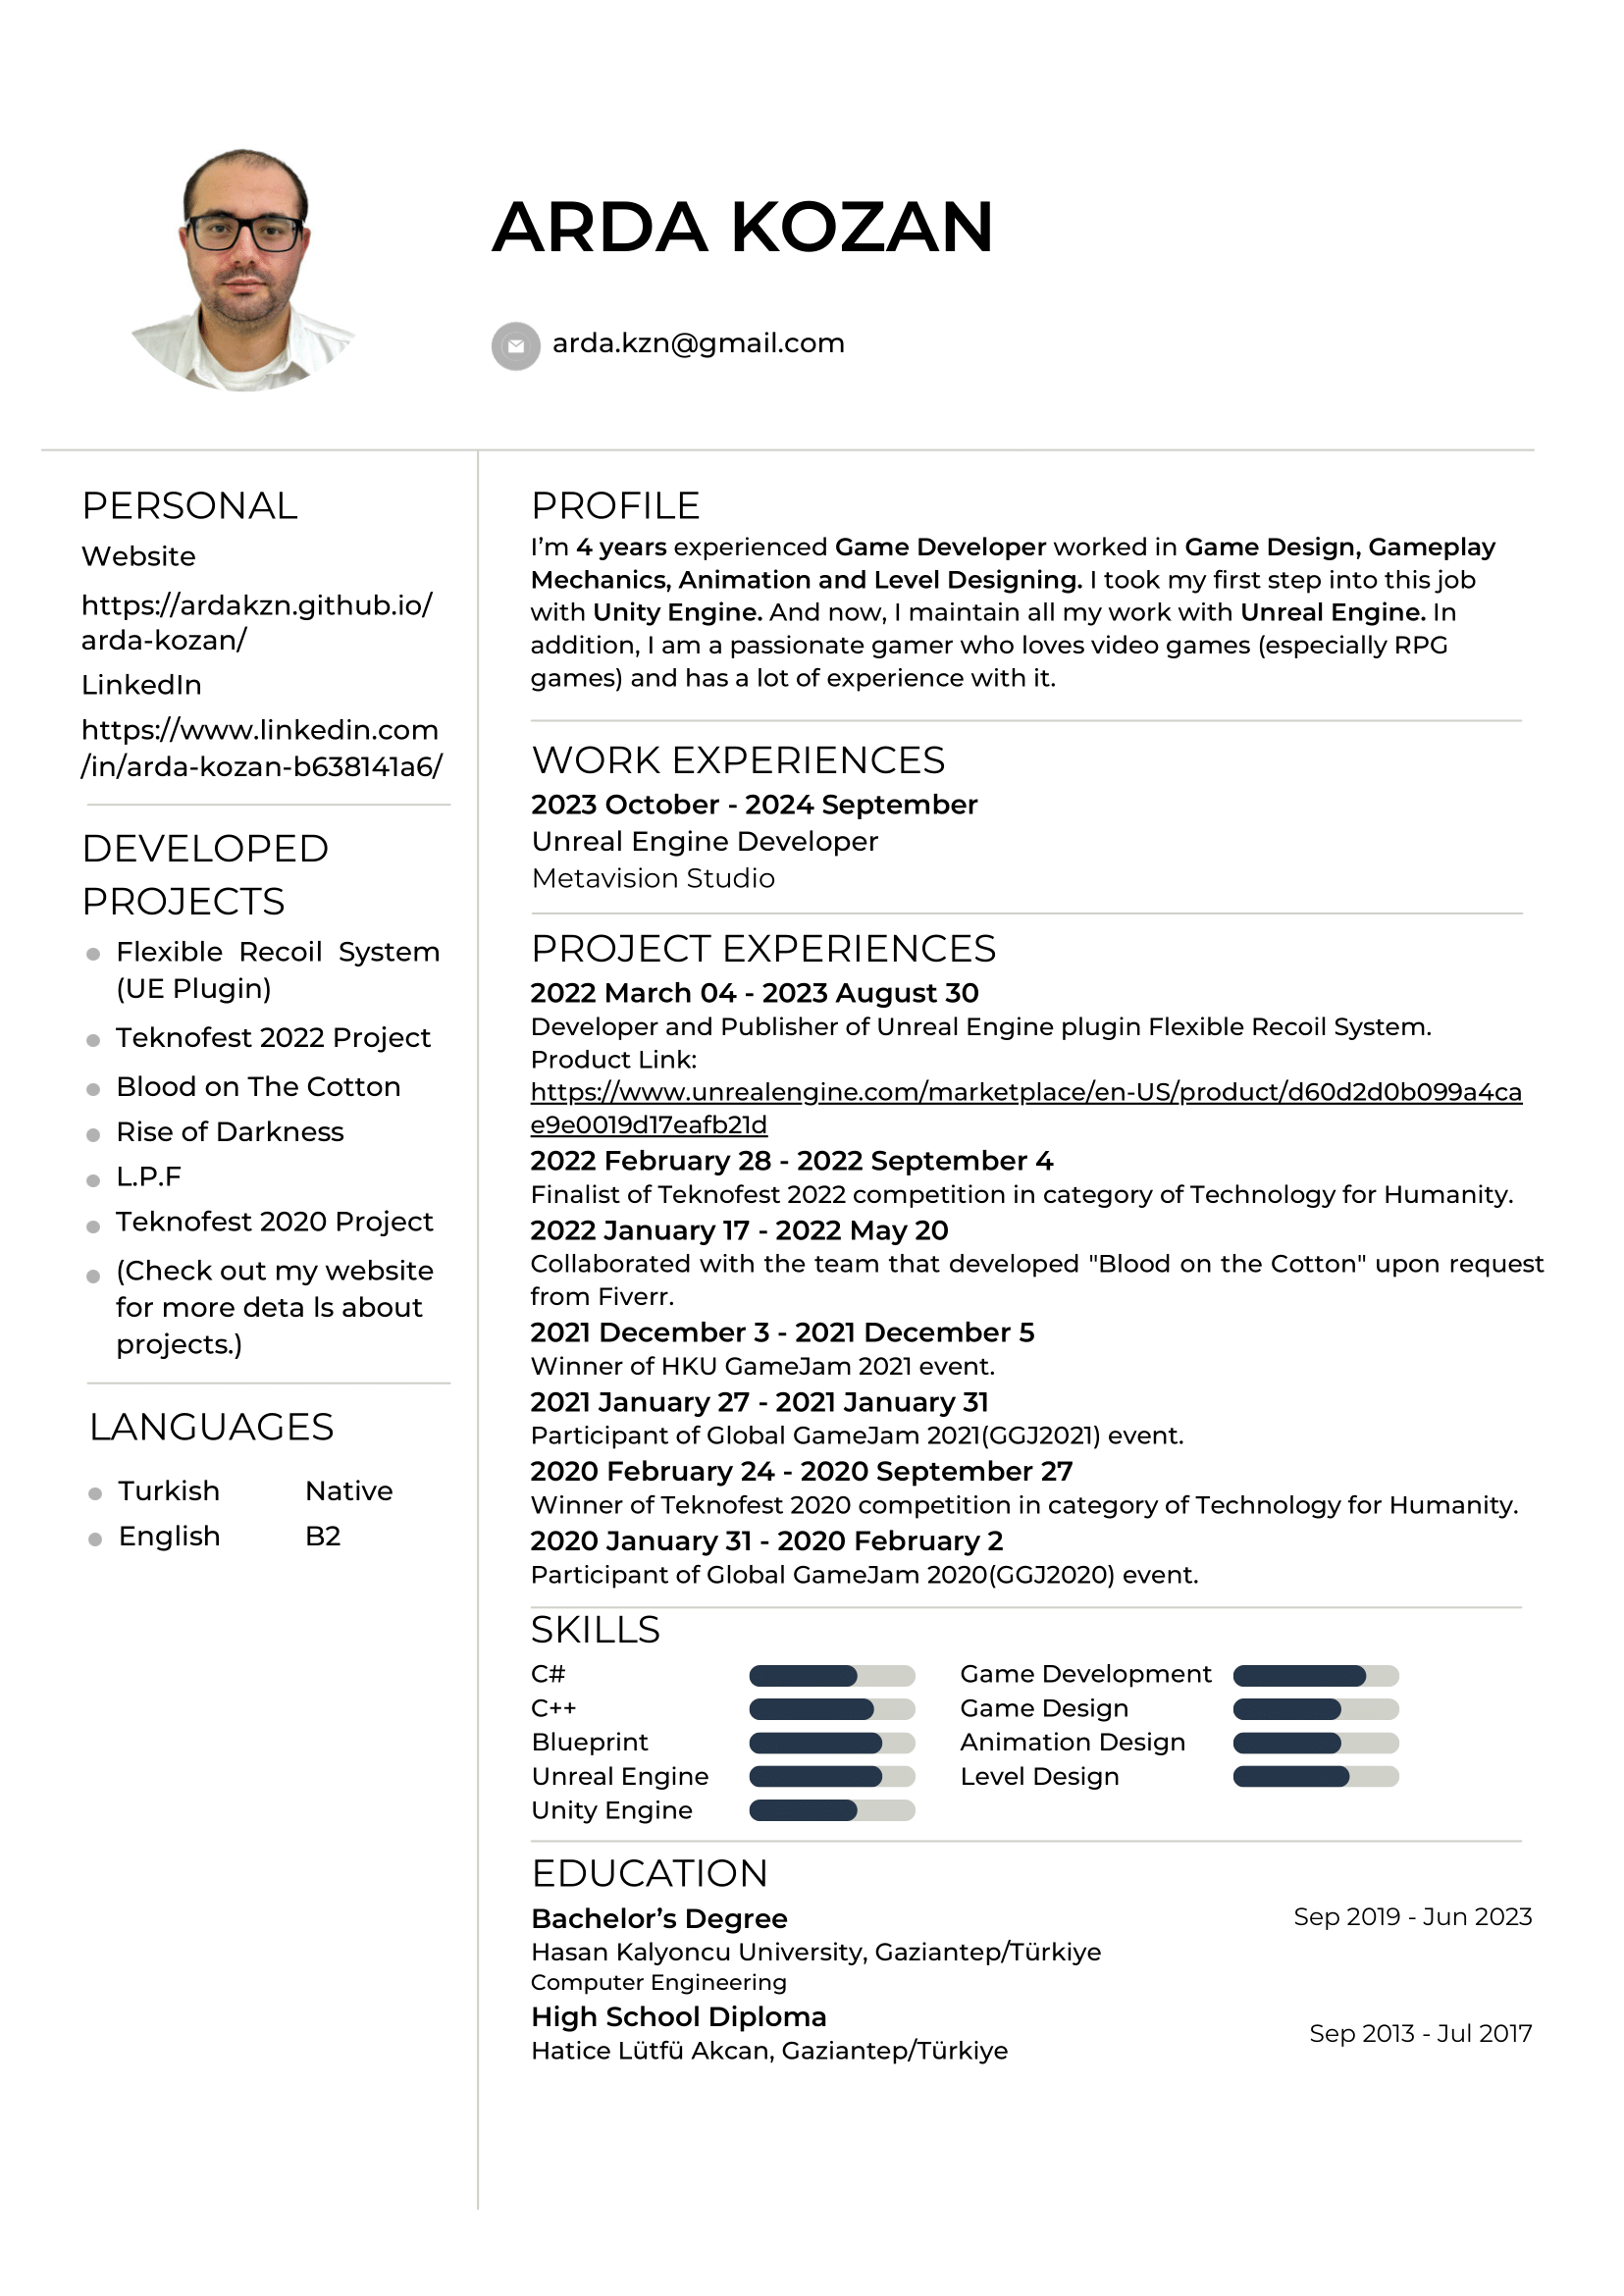 ARDA KOZAN
arda.kzn@gmail.com
PERSONAL
Website
https://ardakzn.github.io/
arda-kozan/
LinkedIn
https://www.linkedin.com
/in/arda-kozan-b638141a6/
DEVELOPED
PROJECTS
Flexible Recoil System
(UE Plugin)
Teknofest 2022 Project
Blood on The Cotton
Rise of Darkness
L.P.F
Teknofest 2020 Project
(Check out my website
for more deta ls about
projects.)
LANGUAGES
Turkish Native
English B2
PROFILE
I’m 4 years experienced Game Developer worked in Game Design, Gameplay
Mechanics, Animation and Level Designing. I took my first step into this job
with Unity Engine. And now, I maintain all my work with Unreal Engine. In
addition, I am a passionate gamer who loves video games (especially RPG
games) and has a lot of experience with it.
WORK EXPERIENCES
2023 October - 2024 September
Unreal Engine Developer
Metavision Studio
PROJECT EXPERIENCES
2022 March 04 - 2023 August 30
Developer and Publisher of Unreal Engine plugin Flexible Recoil System.
Product Link:
https://www.unrealengine.com/marketplace/en-US/product/d60d2d0b099a4ca
e9e0019d17eafb21d
2022 February 28 - 2022 September 4
Finalist of Teknofest 2022 competition in category of Technology for Humanity.
2022 January 17 - 2022 May 20
Collaborated with the team that developed "Blood on the Cotton" upon request
from Fiverr.
2021 December 3 - 2021 December 5
Winner of HKU GameJam 2021 event.
2021 January 27 - 2021 January 31
Participant of Global GameJam 2021(GGJ2021) event.
2020 February 24 - 2020 September 27
Winner of Teknofest 2020 competition in category of Technology for Humanity.
2020 January 31 - 2020 February 2
Participant of Global GameJam 2020(GGJ2020) event.
SKILLS
C# Game Development
C++ Game Design
Blueprint Animation Design
Unreal Engine Level Design
Unity Engine
EDUCATION
Bachelor’s Degree Sep 2019 - Jun 2023
Hasan Kalyoncu University, Gaziantep/Türkiye
Computer Engineering
High School Diploma
Sep 2013 - Jul 2017
Hatice Lütfü Akcan, Gaziantep/Türkiye